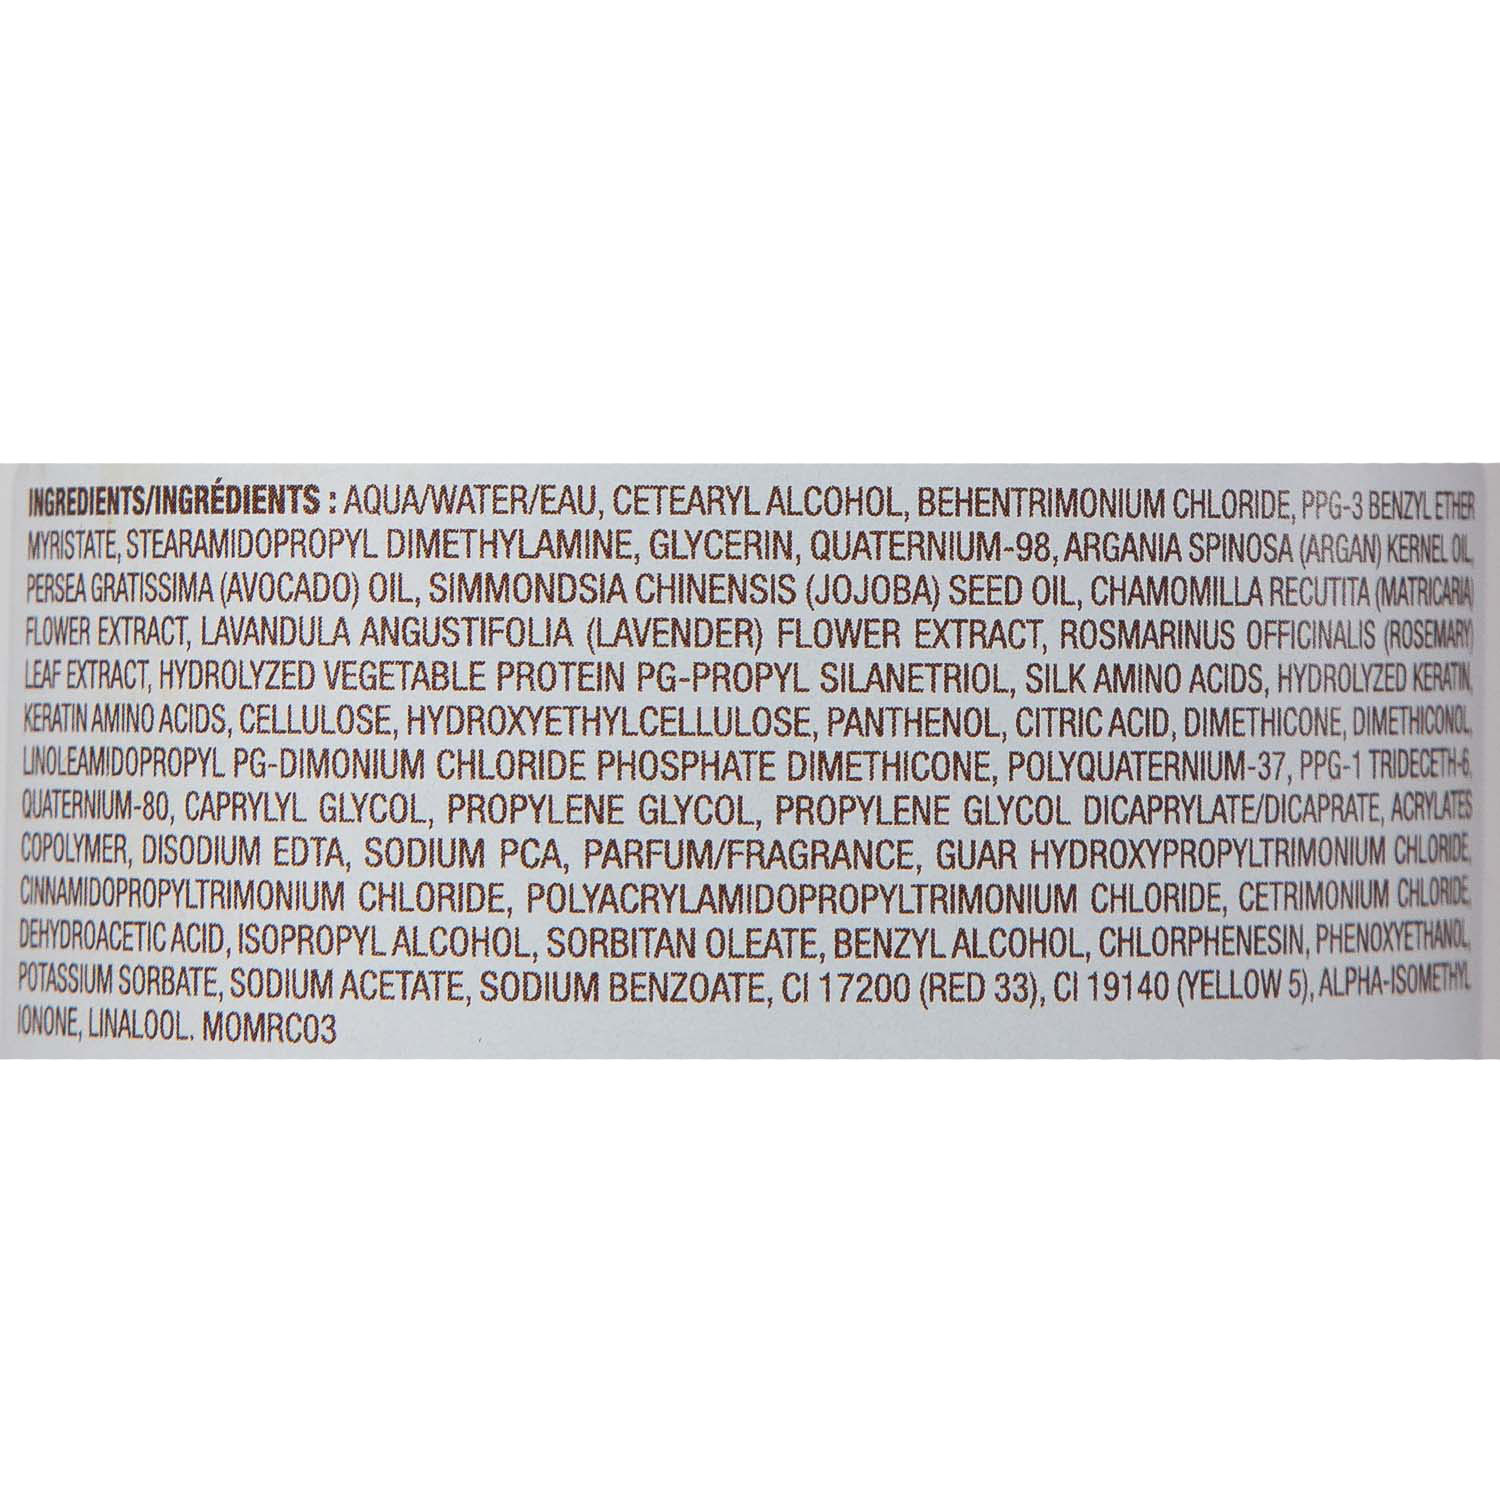 INGREDIENTS/INGRÉDIENTS : AQUA/WATER/EAU, CETEARYL ALCOHOL, BEHENTRIMONIUM CHLORIDE, PPG-3 BENZYL ETHER
MYRISTATE, STEARAMIDOPROPYL DIMETHYLAMINE, GLYCERIN, QUATERNIUM-98, ARGANIA SPINOSA (ARGAN) KERNEL OIL,
PERSEA GRATISSIMA (AVOCADO) OIL, SIMMONDSIA CHINENSIS (JOJOBA) SEED OIL, CHAMOMILLA RECUTITA (MATRICARIA)
FLOWER EXTRACT, LAVANDULA ANGUSTIFOLIA (LAVENDER) FLOWER EXTRACT, ROSMARINUS OFFICINALIS (ROSEMARY)
LEAF EXTRACT, HYDROLYZED VEGETABLE PROTEIN PG-PROPYL SILANETRIOL, SILK AMINO ACIDS, HYDROLYZED KERATIN,
KERATIN AMINO ACIDS, CELLULOSE, HYDROXYETHYLCELLULOSE, PANTHENOL, CITRIC ACID, DIMETHICONE, DIMETHICONOL,
LINOLEAMIDOPROPYL PG-DIMONIUM CHLORIDE PHOSPHATE DIMETHICONE, POLYQUATERNIUM-37, PPG-1 TRIDECETH-6,
QUATERNIUM-80, CAPRYLYL GLYCOL, PROPYLENE GLYCOL, PROPYLENE GLYCOL DICAPRYLATE/DICAPRATE, ACRYLATES
COPOLYMER, DISODIUM EDTA, SODIUM PCA, PARFUM/FRAGRANCE, GUAR HYDROXYPROPYLTRIMONIUM CHLORIDE,
CINNAMIDOPROPYLTRIMONIUM CHLORIDE, POLYACRYLAMIDOPROPYLTRIMONIUM CHLORIDE, CETRIMONIUM CHLORIDE,
DEHYDROACETIC ACID, ISOPROPYL ALCOHOL, SORBITAN OLEATE, BENZYL ALCOHOL, CHLORPHENESIN, PHENOXYETHANOL,
POTASSIUM SORBATE, SODIUM ACETATE, SODIUM BENZOATE, CI 17200 (RED 33), CI 19140 (YELLOW 5), ALPHA-ISOMETHYL
IONONE, LINALOOL. MOMRC03